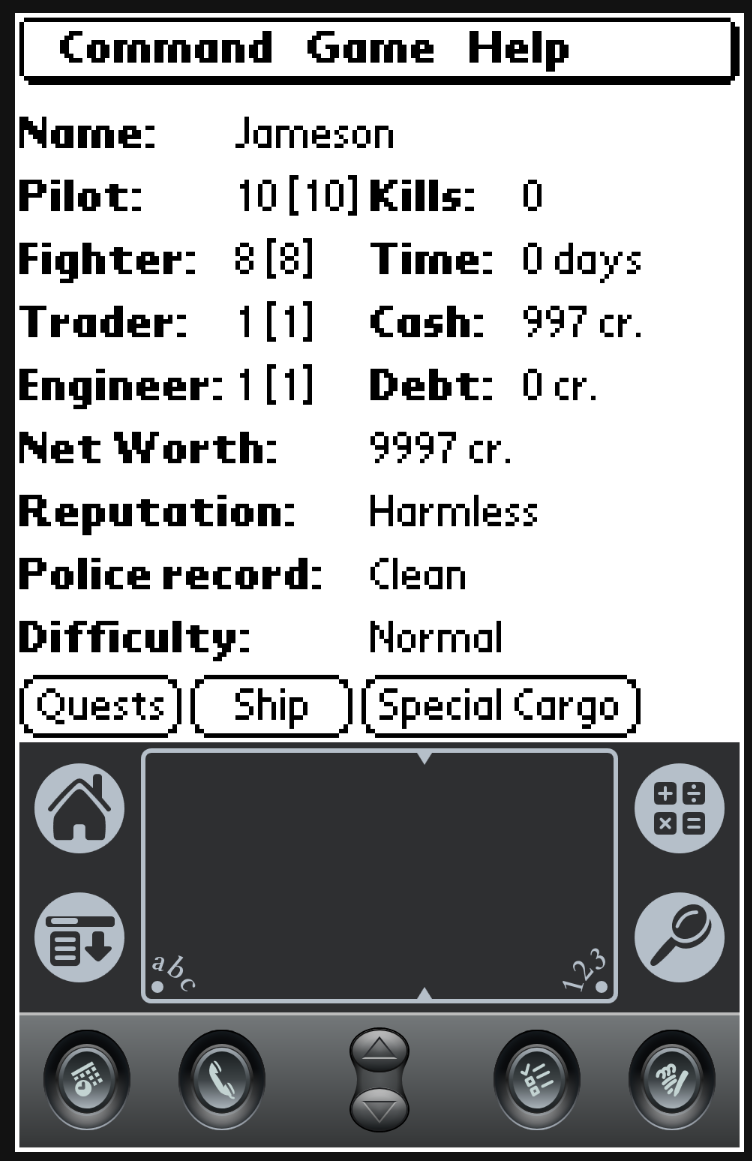 Command Game Help
Name: Jameson
Pilot: 10 [10] Kills: 0
Fighter: 8 [8] Time: 0 days
Trader: 1 [1] Cash: 997 cr.
Engineer: 1 [1] Debt: 0 cr.
Net Worth: 9997 cr.
Reputation: Harmless
Police record: Clean
Difficulty: Normal
Quests Ship Special Cargo
+ ÷
× =
abc 123